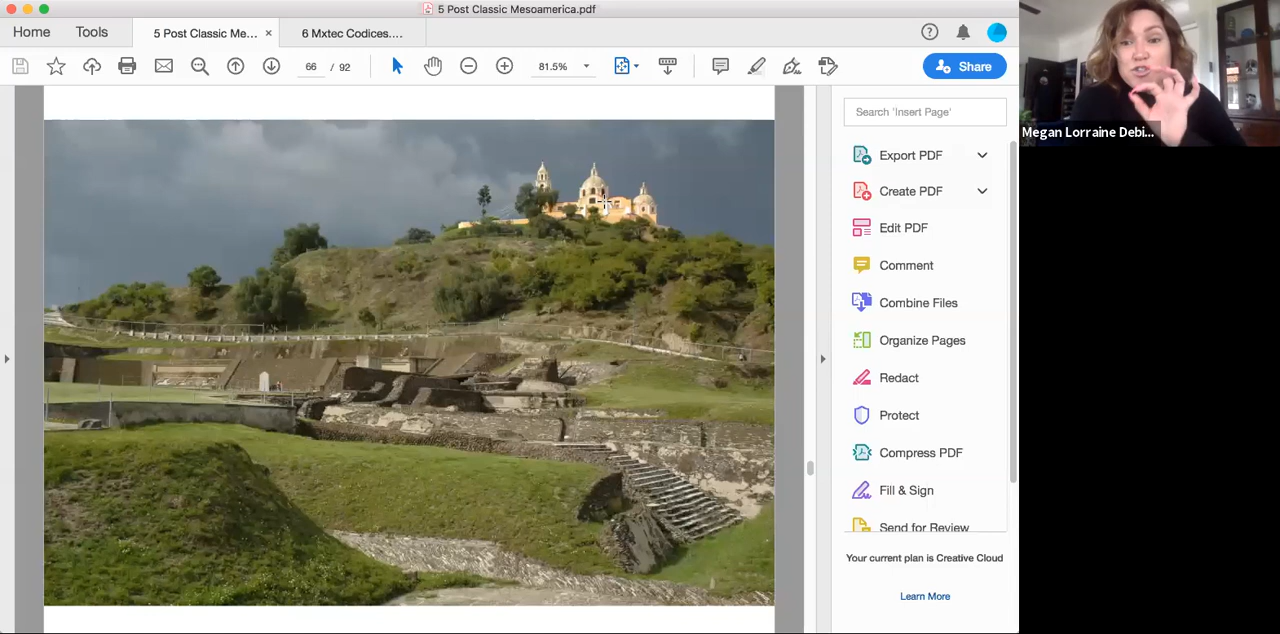 5 Post Classic Mesoamerica.pdf
Home
Tools
5 Post Classic Me... ×
6 Mxtec Codices....
66 / 92
81.5%
Share
Search 'Insert Page'
Export PDF
Create PDF
Edit PDF
Comment
Combine Files
Organize Pages
Redact
Protect
Compress PDF
Fill & Sign
Send for Review
Your current plan is Creative Cloud
Learn More
Megan Lorraine Debi...